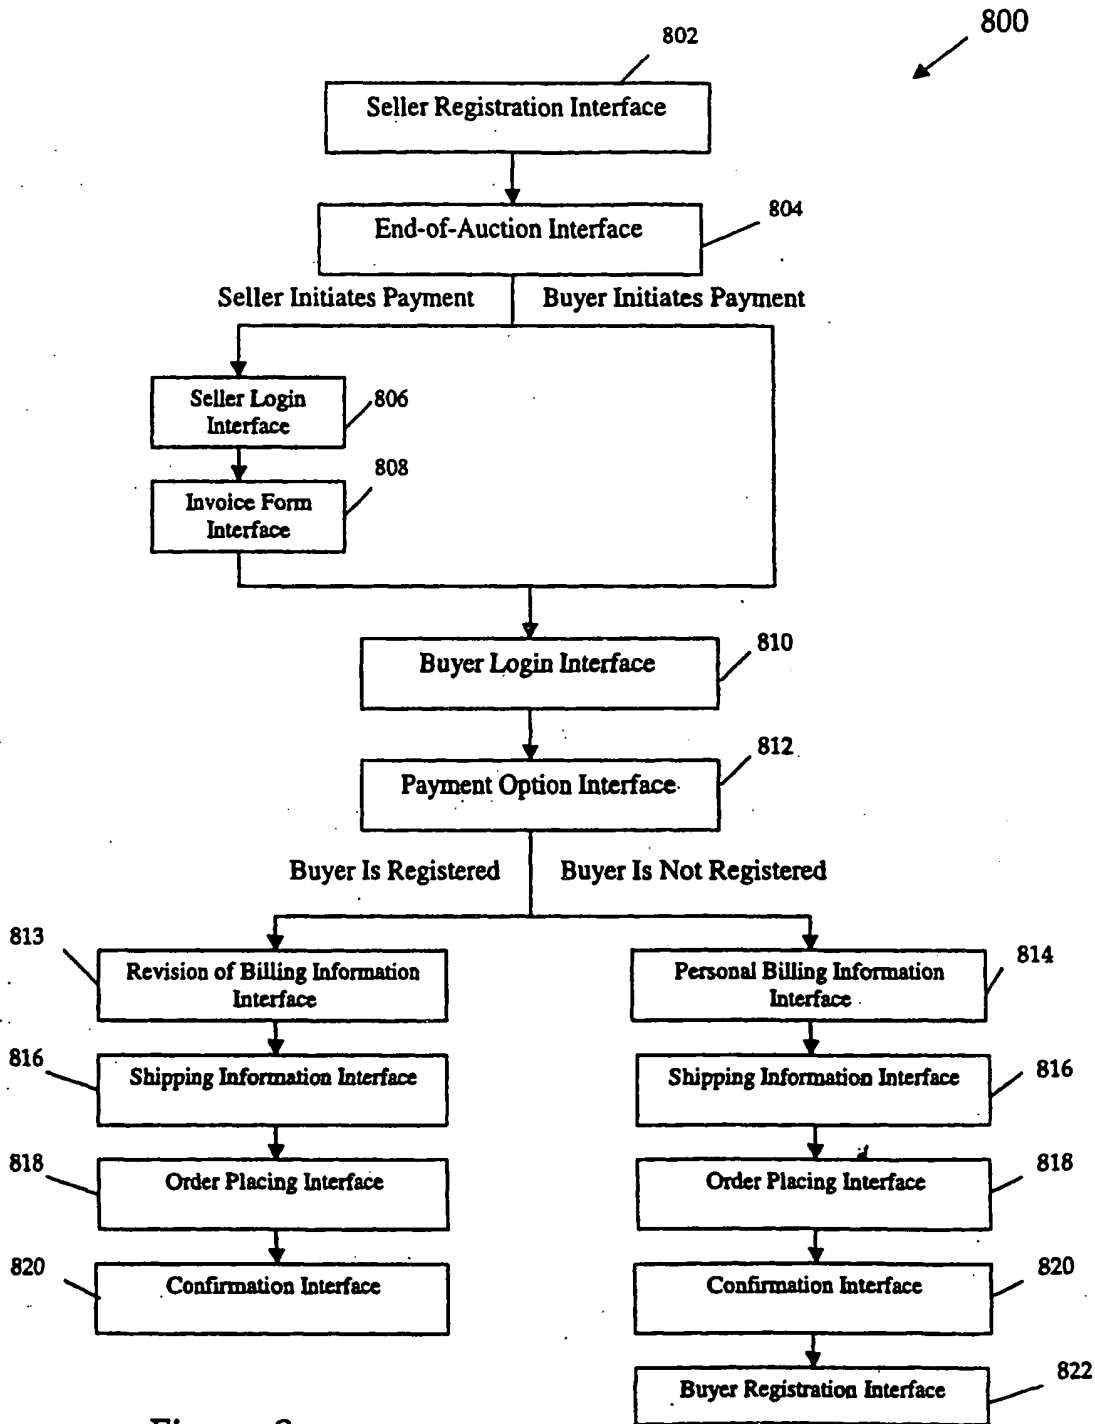 800
802
Seller Registration Interface
804
End-of-Auction Interface
Seller Initiates Payment
Buyer Initiates Payment
Seller Login
Interface
806
808
Invoice Form
Interface
810
Buyer Login Interface
812
Payment Option Interface
Buyer Is Registered
Buyer Is Not Registered
813
Revision of Billing Information
Interface
Personal Billing Information
Interface
814
816
Shipping Information Interface
Shipping Information Interface
816
818
Order Placing Interface
Order Placing Interface
818
820
Confirmation Interface
Confirmation Interface
820
Buyer Registration Interface
822